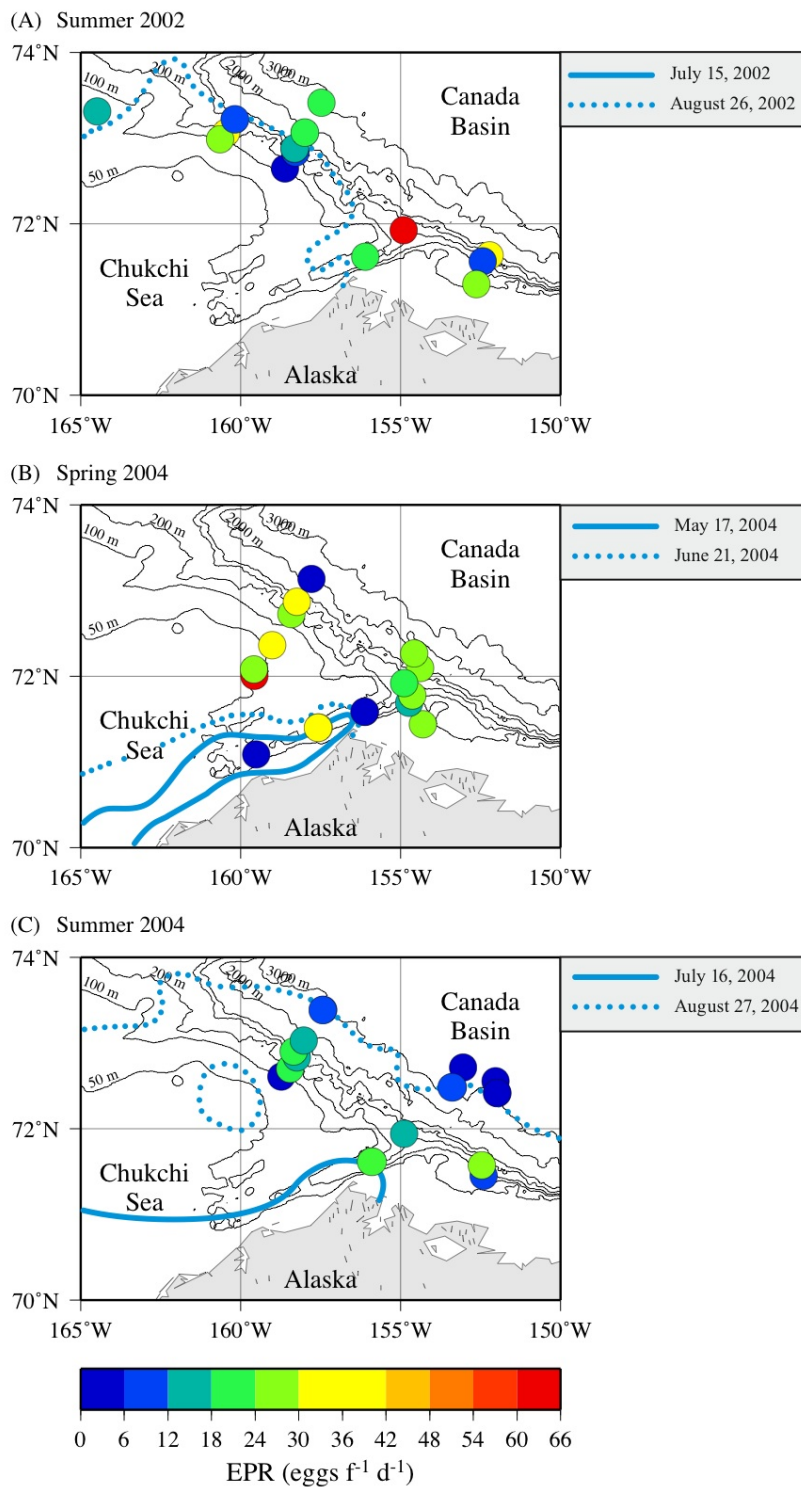 (A) Summer 2002
74˚N
100 m
200 m
2000 m
3000 m
Canada
Basin
July 15, 2002
August 26, 2002
50 m
72˚N
Chukchi
Sea
Alaska
70˚N
165˚W 160˚W 155˚W 150˚W
(B) Spring 2004
74˚N
100 m
200 m
2000 m
3000 m
Canada
Basin
May 17, 2004
June 21, 2004
50 m
72˚N
Chukchi
Sea
Alaska
70˚N
165˚W 160˚W 155˚W 150˚W
(C) Summer 2004
74˚N
100 m
200 m
2000 m
3000 m
Canada
Basin
July 16, 2004
August 27, 2004
50 m
72˚N
Chukchi
Sea
Alaska
70˚N
165˚W 160˚W 155˚W 150˚W
0 6 12 18 24 30 36 42 48 54 60 66
EPR (eggs f⁻¹ d⁻¹)